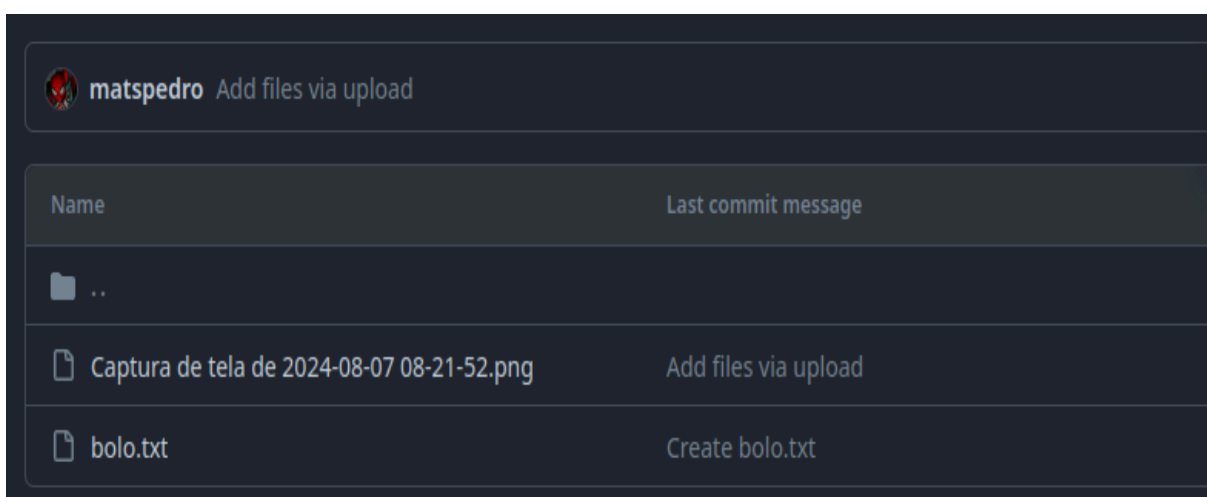 matspedro Add files via upload
Name Last commit message
..
Captura de tela de 2024-08-07 08-21-52.png Add files via upload
bolo.txt Create bolo.txt